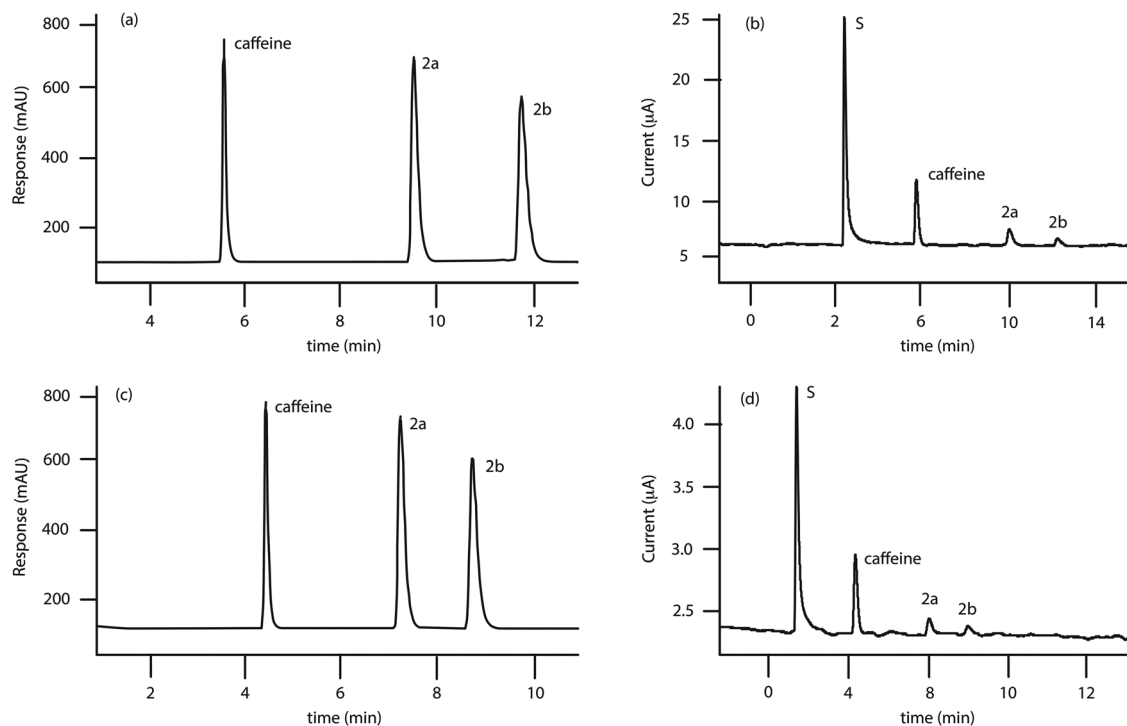 (a)
800
600
400
200
Response (mAU)
caffeine
2a
2b
4 6 8 10 12
time (min)
(b)
25
20
15
10
5
Current (μA)
S
caffeine
2a
2b
0 2 6 10 14
time (min)
(c)
800
600
400
200
Response (mAU)
caffeine
2a
2b
2 4 6 8 10
time (min)
(d)
4.0
3.5
3.0
2.5
Current (μA)
S
caffeine
2a
2b
0 4 8 10 12
time (min)